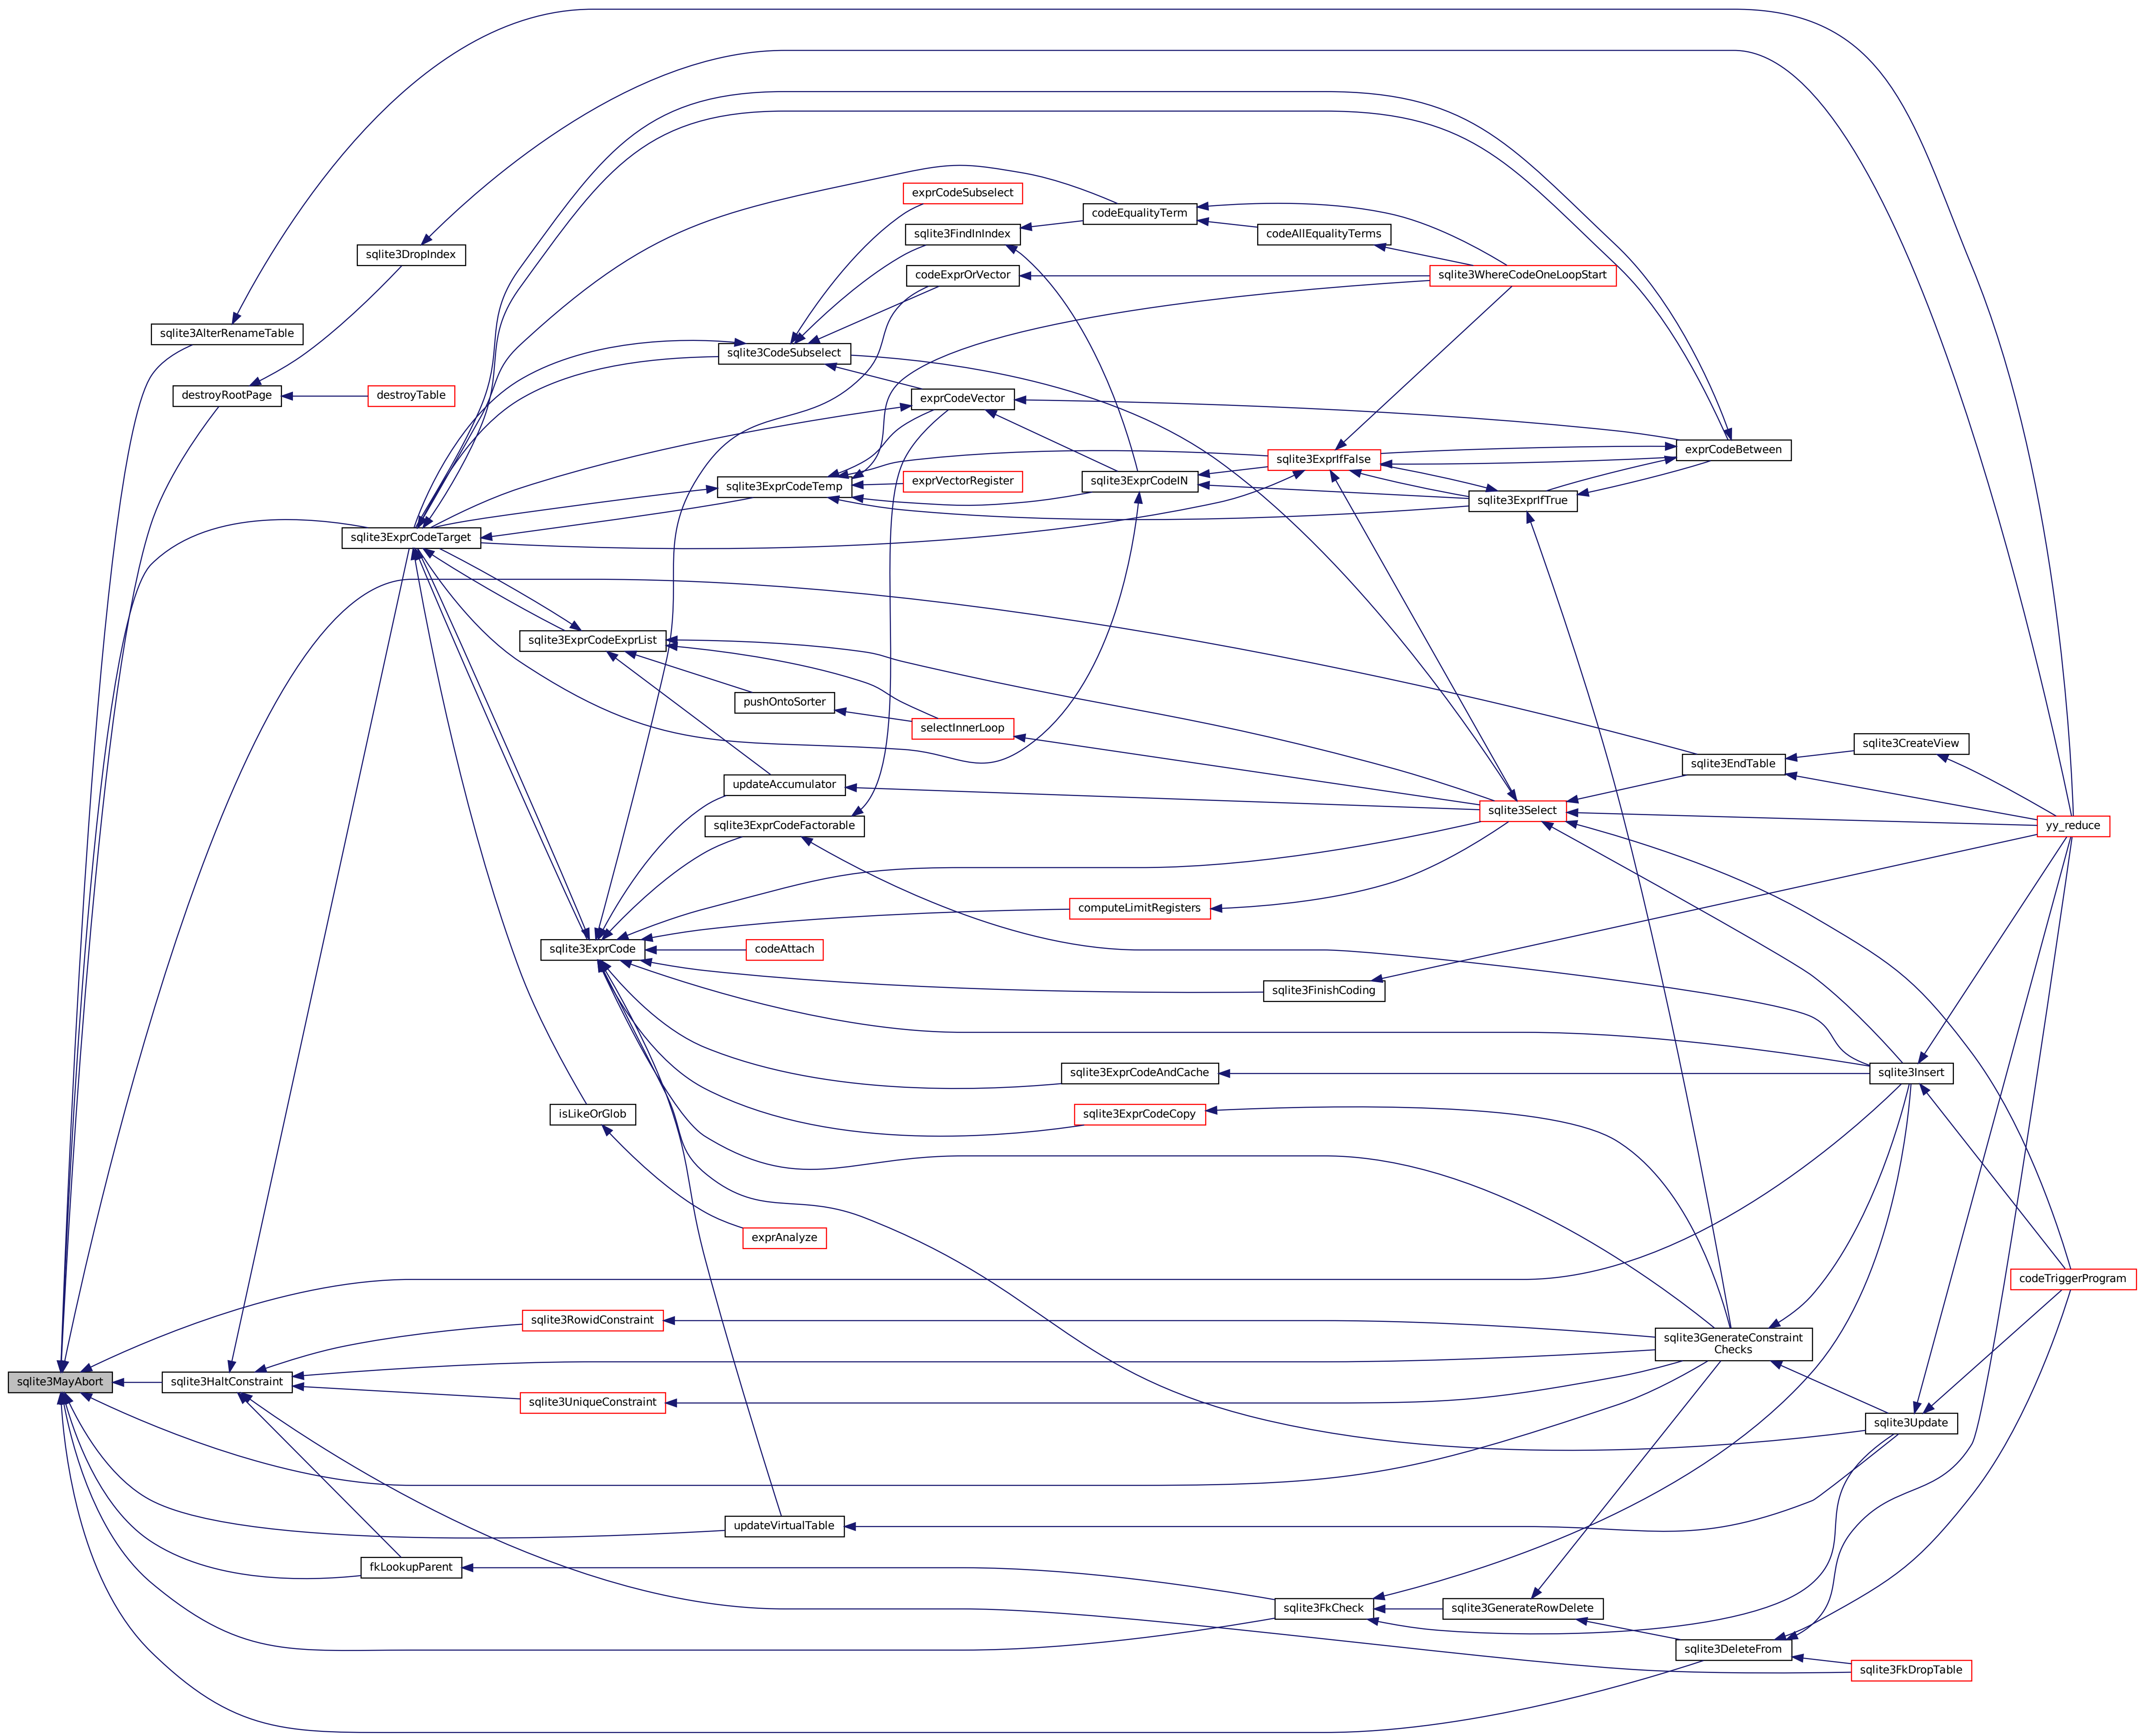 exprCodeSubselect
codeEqualityTerm
sqlite3FindInIndex
codeAllEqualityTerms
sqlite3DropIndex
codeExprOrVector
sqlite3WhereCodeOneLoopStart
sqlite3AlterRenameTable
sqlite3CodeSubselect
destroyRootPage
destroyTable
exprCodeVector
exprCodeBetween
sqlite3ExprIfFalse
exprVectorRegister
sqlite3ExprCodeIN
sqlite3ExprCodeTemp
sqlite3ExprIfTrue
sqlite3ExprCodeTarget
sqlite3ExprCodeExprList
pushOntoSorter
selectInnerLoop
sqlite3CreateView
sqlite3EndTable
updateAccumulator
sqlite3Select
sqlite3ExprCodeFactorable
yy_reduce
computeLimitRegisters
sqlite3ExprCode
codeAttach
sqlite3FinishCoding
sqlite3ExprCodeAndCache
sqlite3Insert
isLikeOrGlob
sqlite3ExprCodeCopy
exprAnalyze
codeTriggerProgram
sqlite3RowidConstraint
sqlite3GenerateConstraint
Checks
sqlite3MayAbort
sqlite3HaltConstraint
sqlite3UniqueConstraint
sqlite3Update
updateVirtualTable
fkLookupParent
sqlite3FkCheck
sqlite3GenerateRowDelete
sqlite3DeleteFrom
sqlite3FkDropTable